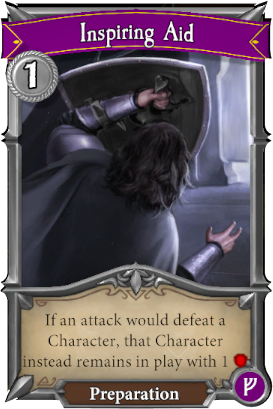 Inspiring Aid
1
If an attack would defeat a
Character, that Character
instead remains in play with 1
Preparation
ᚠ